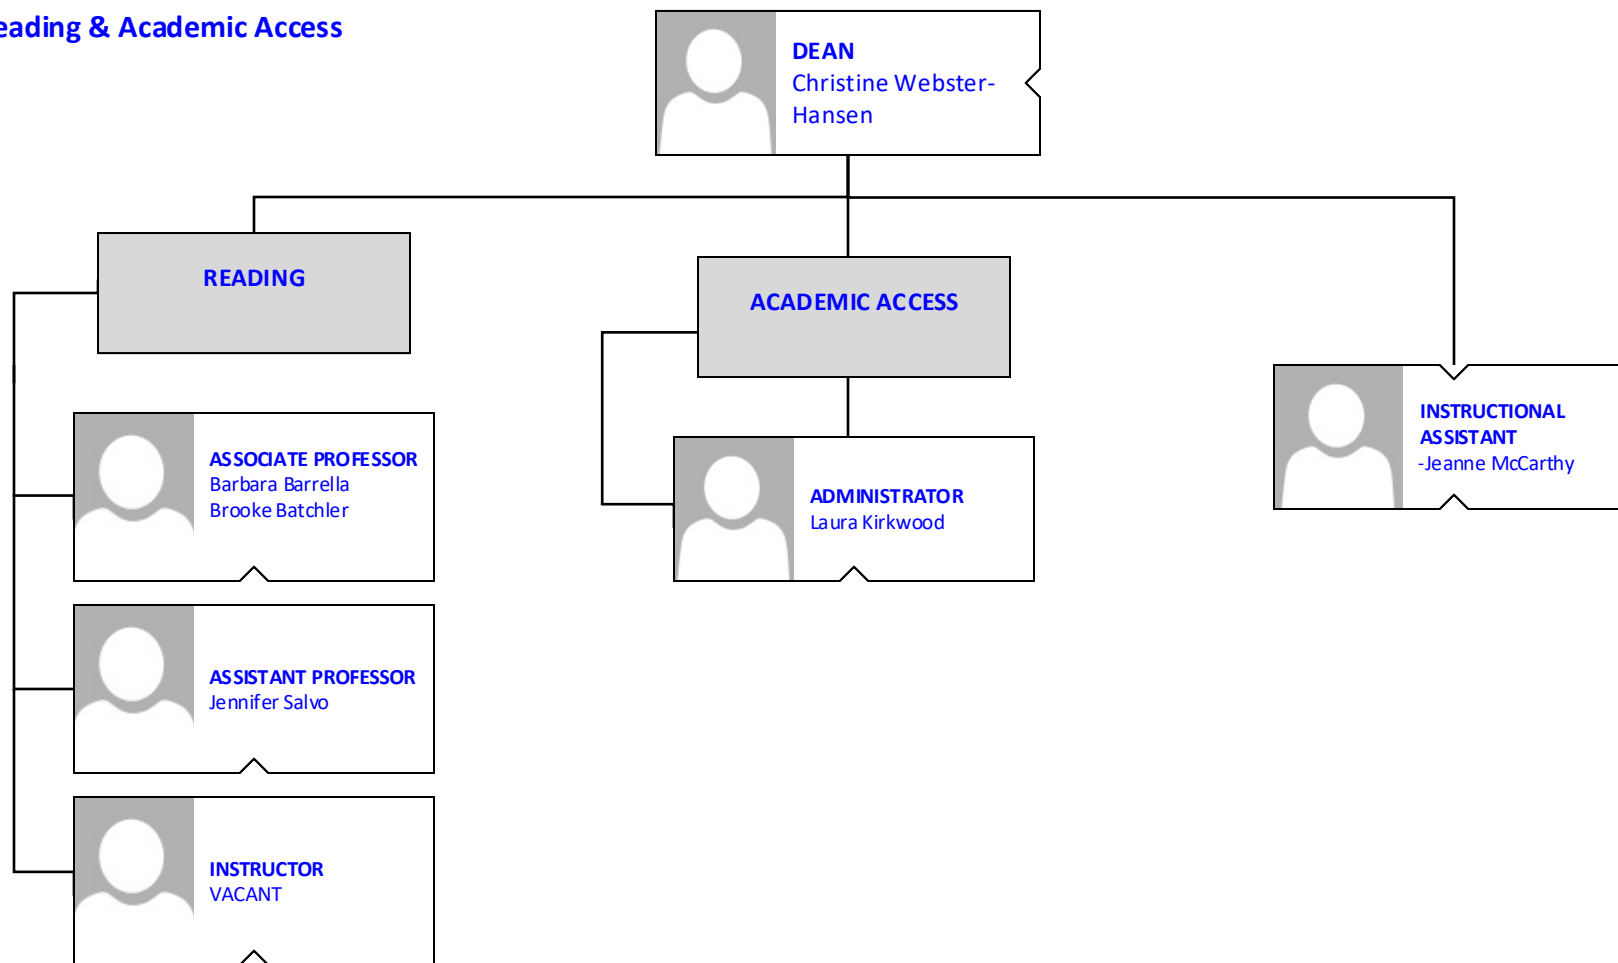 eading & Academic Access
DEAN
Christine Webster-
Hansen
READING
ACADEMIC ACCESS
INSTRUCTIONAL
ASSISTANT
-Jeanne McCarthy
ASSOCIATE PROFESSOR
Barbara Barrella
Brooke Batchler
ADMINISTRATOR
Laura Kirkwood
ASSISTANT PROFESSOR
Jennifer Salvo
INSTRUCTOR
VACANT